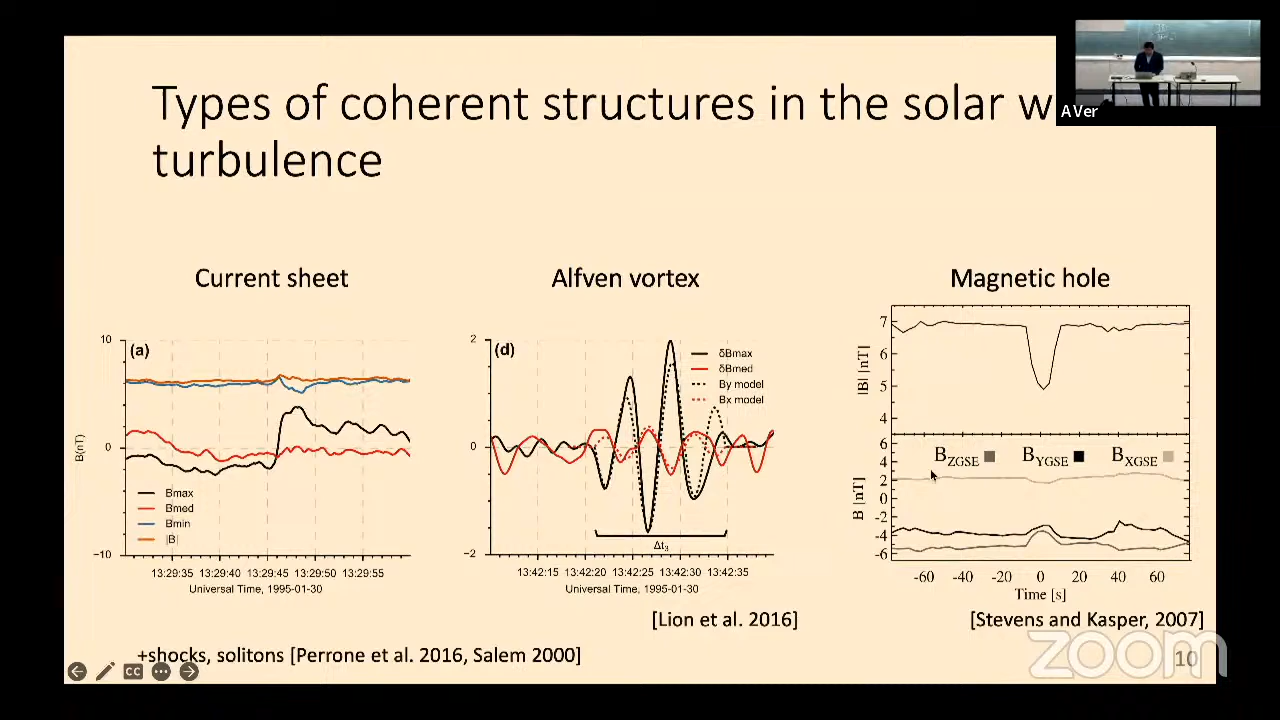 Types of coherent structures in the solar w
turbulence
A Ver
Current sheet
Alfven vortex
Magnetic hole
(a)
B(nT)
10
0
−10
Bmax
Bmed
Bmin
|B|
13:29:35 13:29:40 13:29:45 13:29:50 13:29:55
Universal Time, 1995-01-30
(d)
2
0
−2
δBmax
δBmed
By model
Bx model
Δt3
13:42:15 13:42:20 13:42:25 13:42:30 13:42:35
Universal Time, 1995-01-30
|B| [nT]
7
6
5
4
B [nT]
6
4
2
0
-2
-4
-6
BZGSE BYGSE BXGSE
-60 -40 -20 0 20 40 60
Time [s]
[Lion et al. 2016]
[Stevens and Kasper, 2007]
+shocks, solitons [Perrone et al. 2016, Salem 2000]
CC
zoom
10